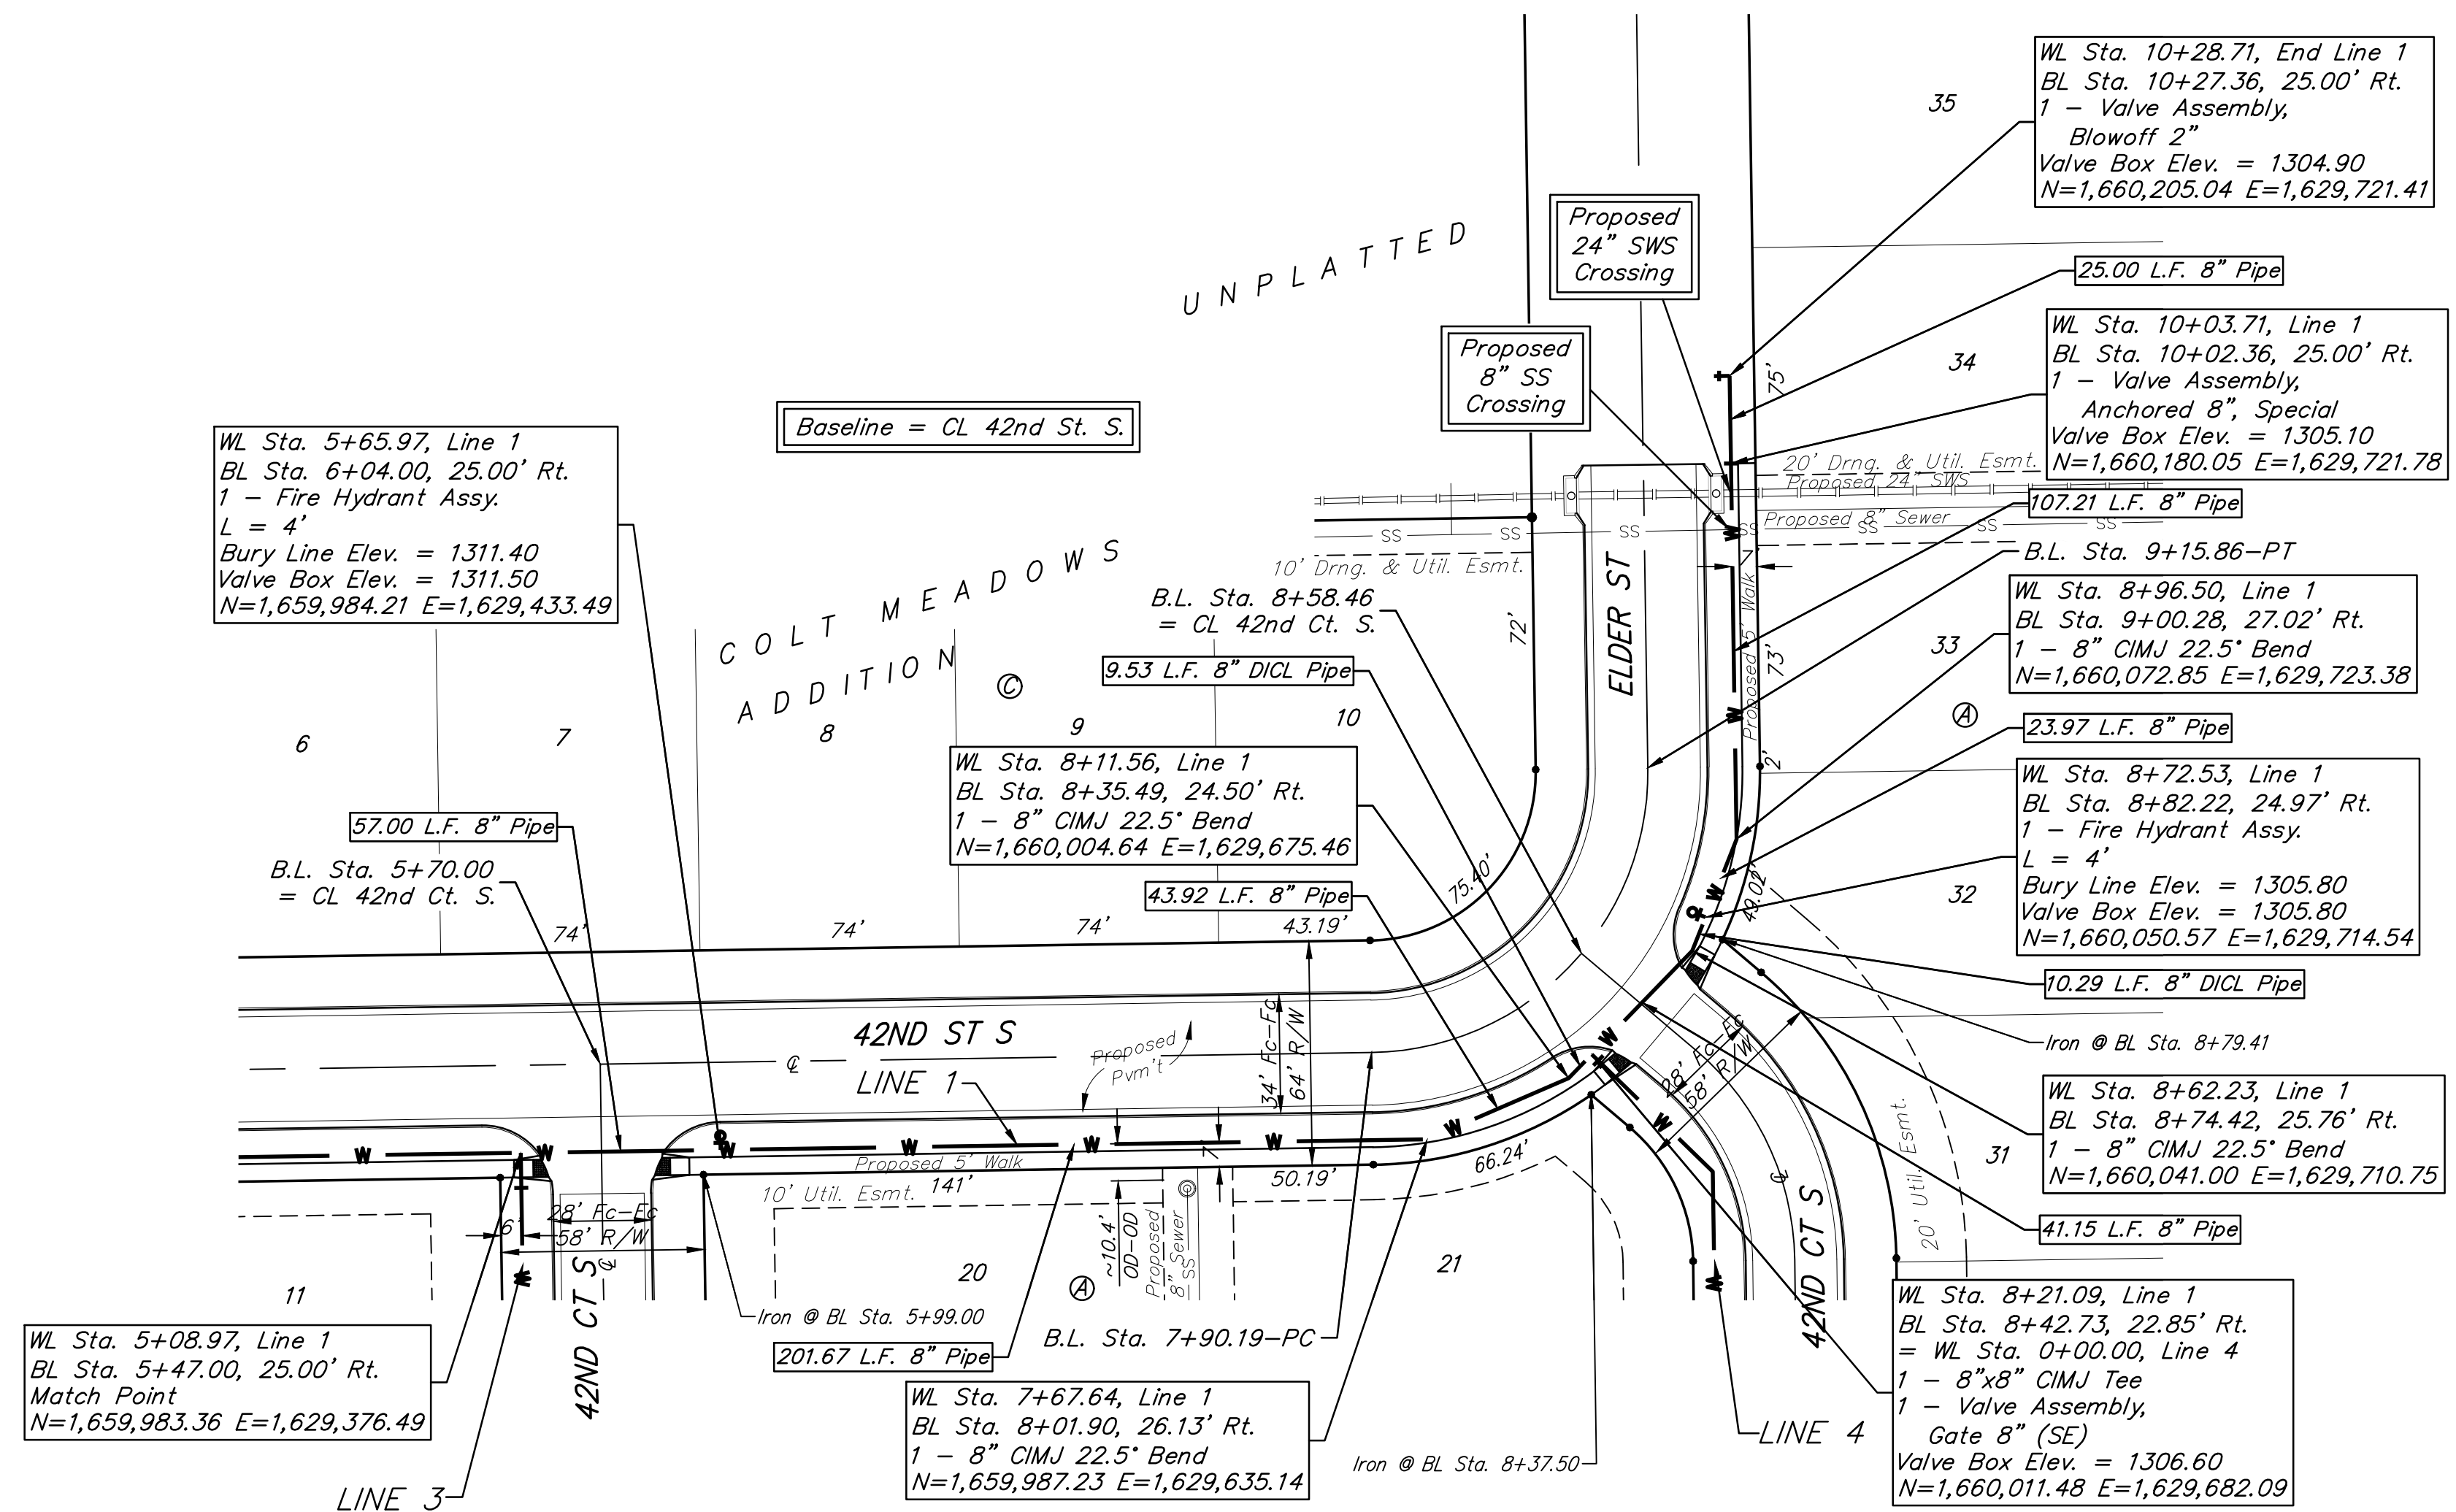 WL Sta. 10+28.71, End Line 1
BL Sta. 10+27.36, 25.00' Rt.
1 - Valve Assembly,
Blowoff 2"
Valve Box Elev. = 1304.90
N=1,660,205.04 E=1,629,721.41
35
UNPLATTED
Proposed
24" SWS
Crossing
25.00 L.F. 8" Pipe
Proposed
8" SS
Crossing
WL Sta. 10+03.71, Line 1
BL Sta. 10+02.36, 25.00' Rt.
1 - Valve Assembly,
Anchored 8", Special
Valve Box Elev. = 1305.10
N=1,660,180.05 E=1,629,721.78
34
75'
Baseline = CL 42nd St. S.
WL Sta. 5+65.97, Line 1
BL Sta. 6+04.00, 25.00' Rt.
1 - Fire Hydrant Assy.
L = 4'
Bury Line Elev. = 1311.40
Valve Box Elev. = 1311.50
N=1,659,984.21 E=1,629,433.49
20' Drng. & Util. Esmt.
Proposed 24" SWS
107.21 L.F. 8" Pipe
Proposed 8" Sewer
SS SS SS SS SS SS SS
W
10' Drng. & Util. Esmt.
7'
B.L. Sta. 9+15.86-PT
COLT MEADOWS
ADDITION
B.L. Sta. 8+58.46
= CL 42nd Ct. S.
72'
ELDER ST
73'
Proposed 5' Walk
33
WL Sta. 8+96.50, Line 1
BL Sta. 9+00.28, 27.02' Rt.
1 - 8" CIMJ 22.5° Bend
N=1,660,072.85 E=1,629,723.38
9.53 L.F. 8" DICL Pipe
C
6
7
8
9
10
W
A
23.97 L.F. 8" Pipe
2'
WL Sta. 8+11.56, Line 1
BL Sta. 8+35.49, 24.50' Rt.
1 - 8" CIMJ 22.5° Bend
N=1,660,004.64 E=1,629,675.46
WL Sta. 8+72.53, Line 1
BL Sta. 8+82.22, 24.97' Rt.
1 - Fire Hydrant Assy.
L = 4'
Bury Line Elev. = 1305.80
Valve Box Elev. = 1305.80
N=1,660,050.57 E=1,629,714.54
57.00 L.F. 8" Pipe
B.L. Sta. 5+70.00
= CL 42nd Ct. S.
43.92 L.F. 8" Pipe
75.40'
49.02'
32
W
74'
74'
74'
43.19'
10.29 L.F. 8" DICL Pipe
Iron @ BL Sta. 8+79.41
42ND ST S
℄
LINE 1
Proposed
Pvm't
34' Fc-Fc
64' R/W
W
28' Fc-Fc
58' R/W
WL Sta. 8+62.23, Line 1
BL Sta. 8+74.42, 25.76' Rt.
1 - 8" CIMJ 22.5° Bend
N=1,660,041.00 E=1,629,710.75
31
20' Util. Esmt.
W W W W W W W W
7'
Proposed 5' Walk
10' Util. Esmt.
141'
50.19'
66.24'
℄
41.15 L.F. 8" Pipe
6'
28' Fc-Fc
58' R/W
℄
~10.4'
OD-OD
Proposed
8" Sewer
SS
W
W
42ND CT S
42ND CT S
11
20
A
21
Iron @ BL Sta. 5+99.00
201.67 L.F. 8" Pipe
B.L. Sta. 7+90.19-PC
WL Sta. 5+08.97, Line 1
BL Sta. 5+47.00, 25.00' Rt.
Match Point
N=1,659,983.36 E=1,629,376.49
LINE 3
WL Sta. 7+67.64, Line 1
BL Sta. 8+01.90, 26.13' Rt.
1 - 8" CIMJ 22.5° Bend
N=1,659,987.23 E=1,629,635.14
Iron @ BL Sta. 8+37.50
LINE 4
WL Sta. 8+21.09, Line 1
BL Sta. 8+42.73, 22.85' Rt.
= WL Sta. 0+00.00, Line 4
1 - 8"x8" CIMJ Tee
1 - Valve Assembly,
Gate 8" (SE)
Valve Box Elev. = 1306.60
N=1,660,011.48 E=1,629,682.09